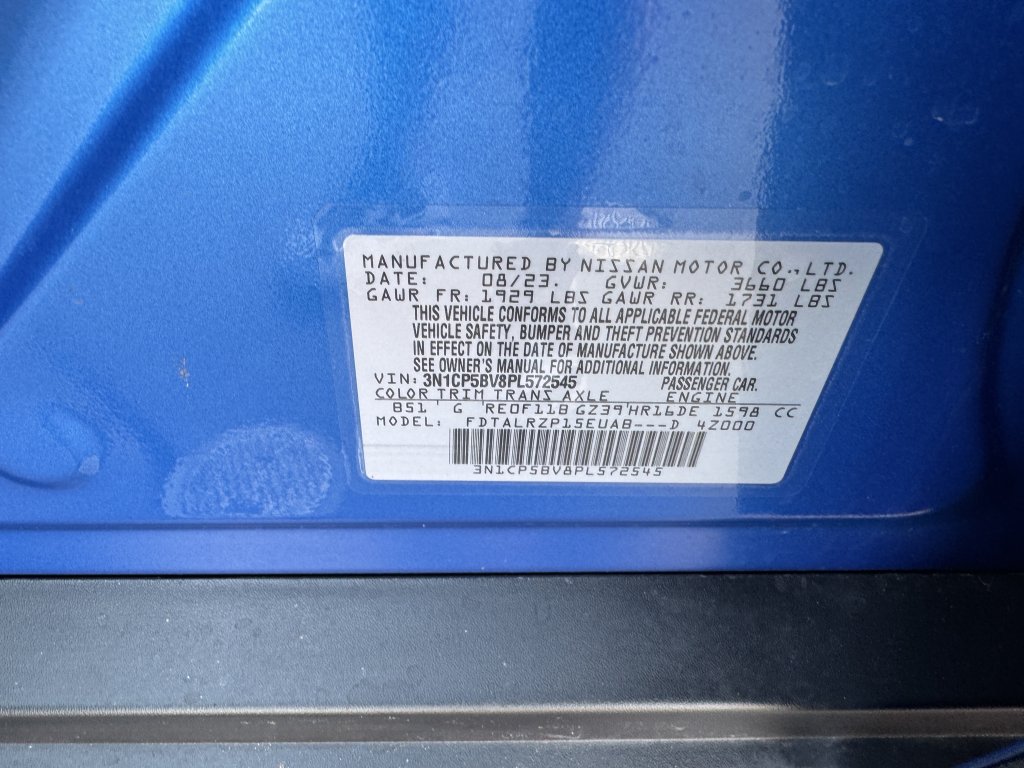 MANUFACTURED BY NISSAN MOTOR CO.,LTD.
DATE: 08/23. GVWR: 3660 LBS
GAWR FR: 1929 LBS GAWR RR: 1731 LBS
THIS VEHICLE CONFORMS TO ALL APPLICABLE FEDERAL MOTOR
VEHICLE SAFETY, BUMPER AND THEFT PREVENTION STANDARDS
IN EFFECT ON THE DATE OF MANUFACTURE SHOWN ABOVE.
SEE OWNER'S MANUAL FOR ADDITIONAL INFORMATION.
VIN: 3N1CP5BV8PL572545 PASSENGER CAR.
COLOR TRIM TRANS AXLE ENGINE
B51 G RE0F11B GZ39 HR16DE 1598 CC
MODEL: FDTALRZP15EUAB---D 4Z000
3N1CP5BV8PL572545